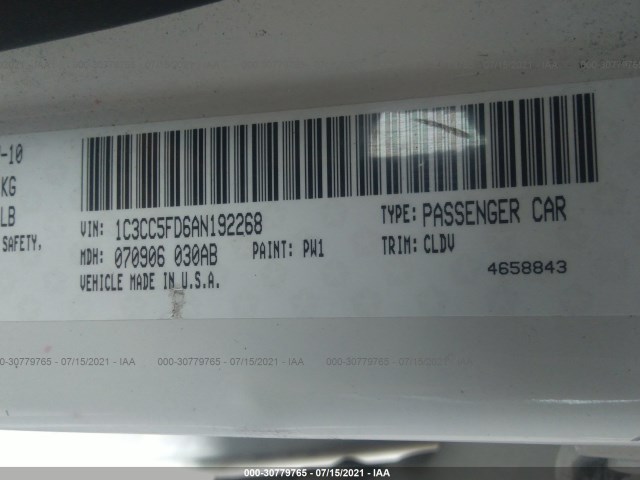 -10
KG
LB
SAFETY.
VIN: 1C3CC5FD6AN192268 TYPE: PASSENGER CAR
MDH: 070906 030AB PAINT: PW1 TRIM: CLDV
VEHICLE MADE IN U.S.A. 4658843
000-30779765 - 07/15/2021 - IAA 000-30779765 - 07/15/2021 - IAA
000-30779765 - 07/15/2021 - IAA